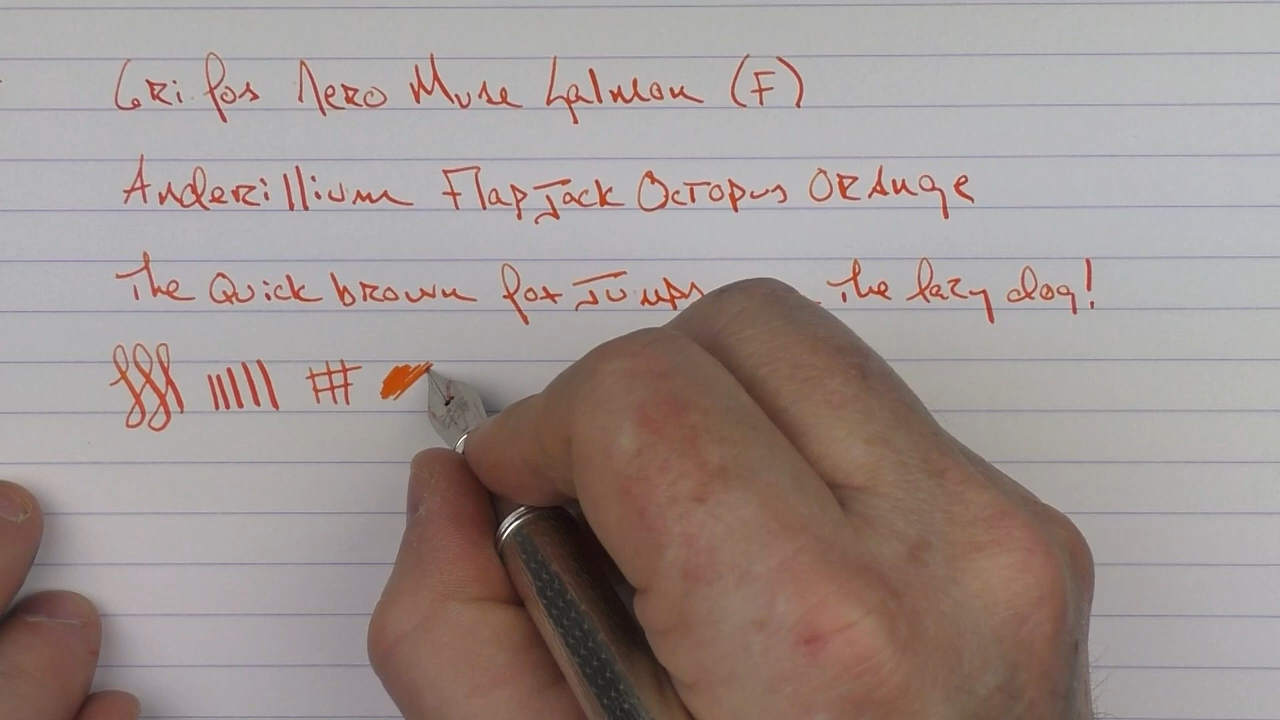 Grifos Aero Muse Salmon (F)
Anderillium Flapjack Octopus Orange
The Quick brown fox Jumps the lazy dog!